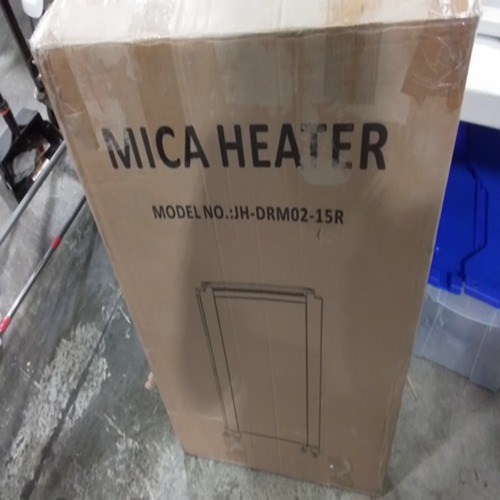 MICA HEATER
MODEL NO.:JH-DRM02-15R